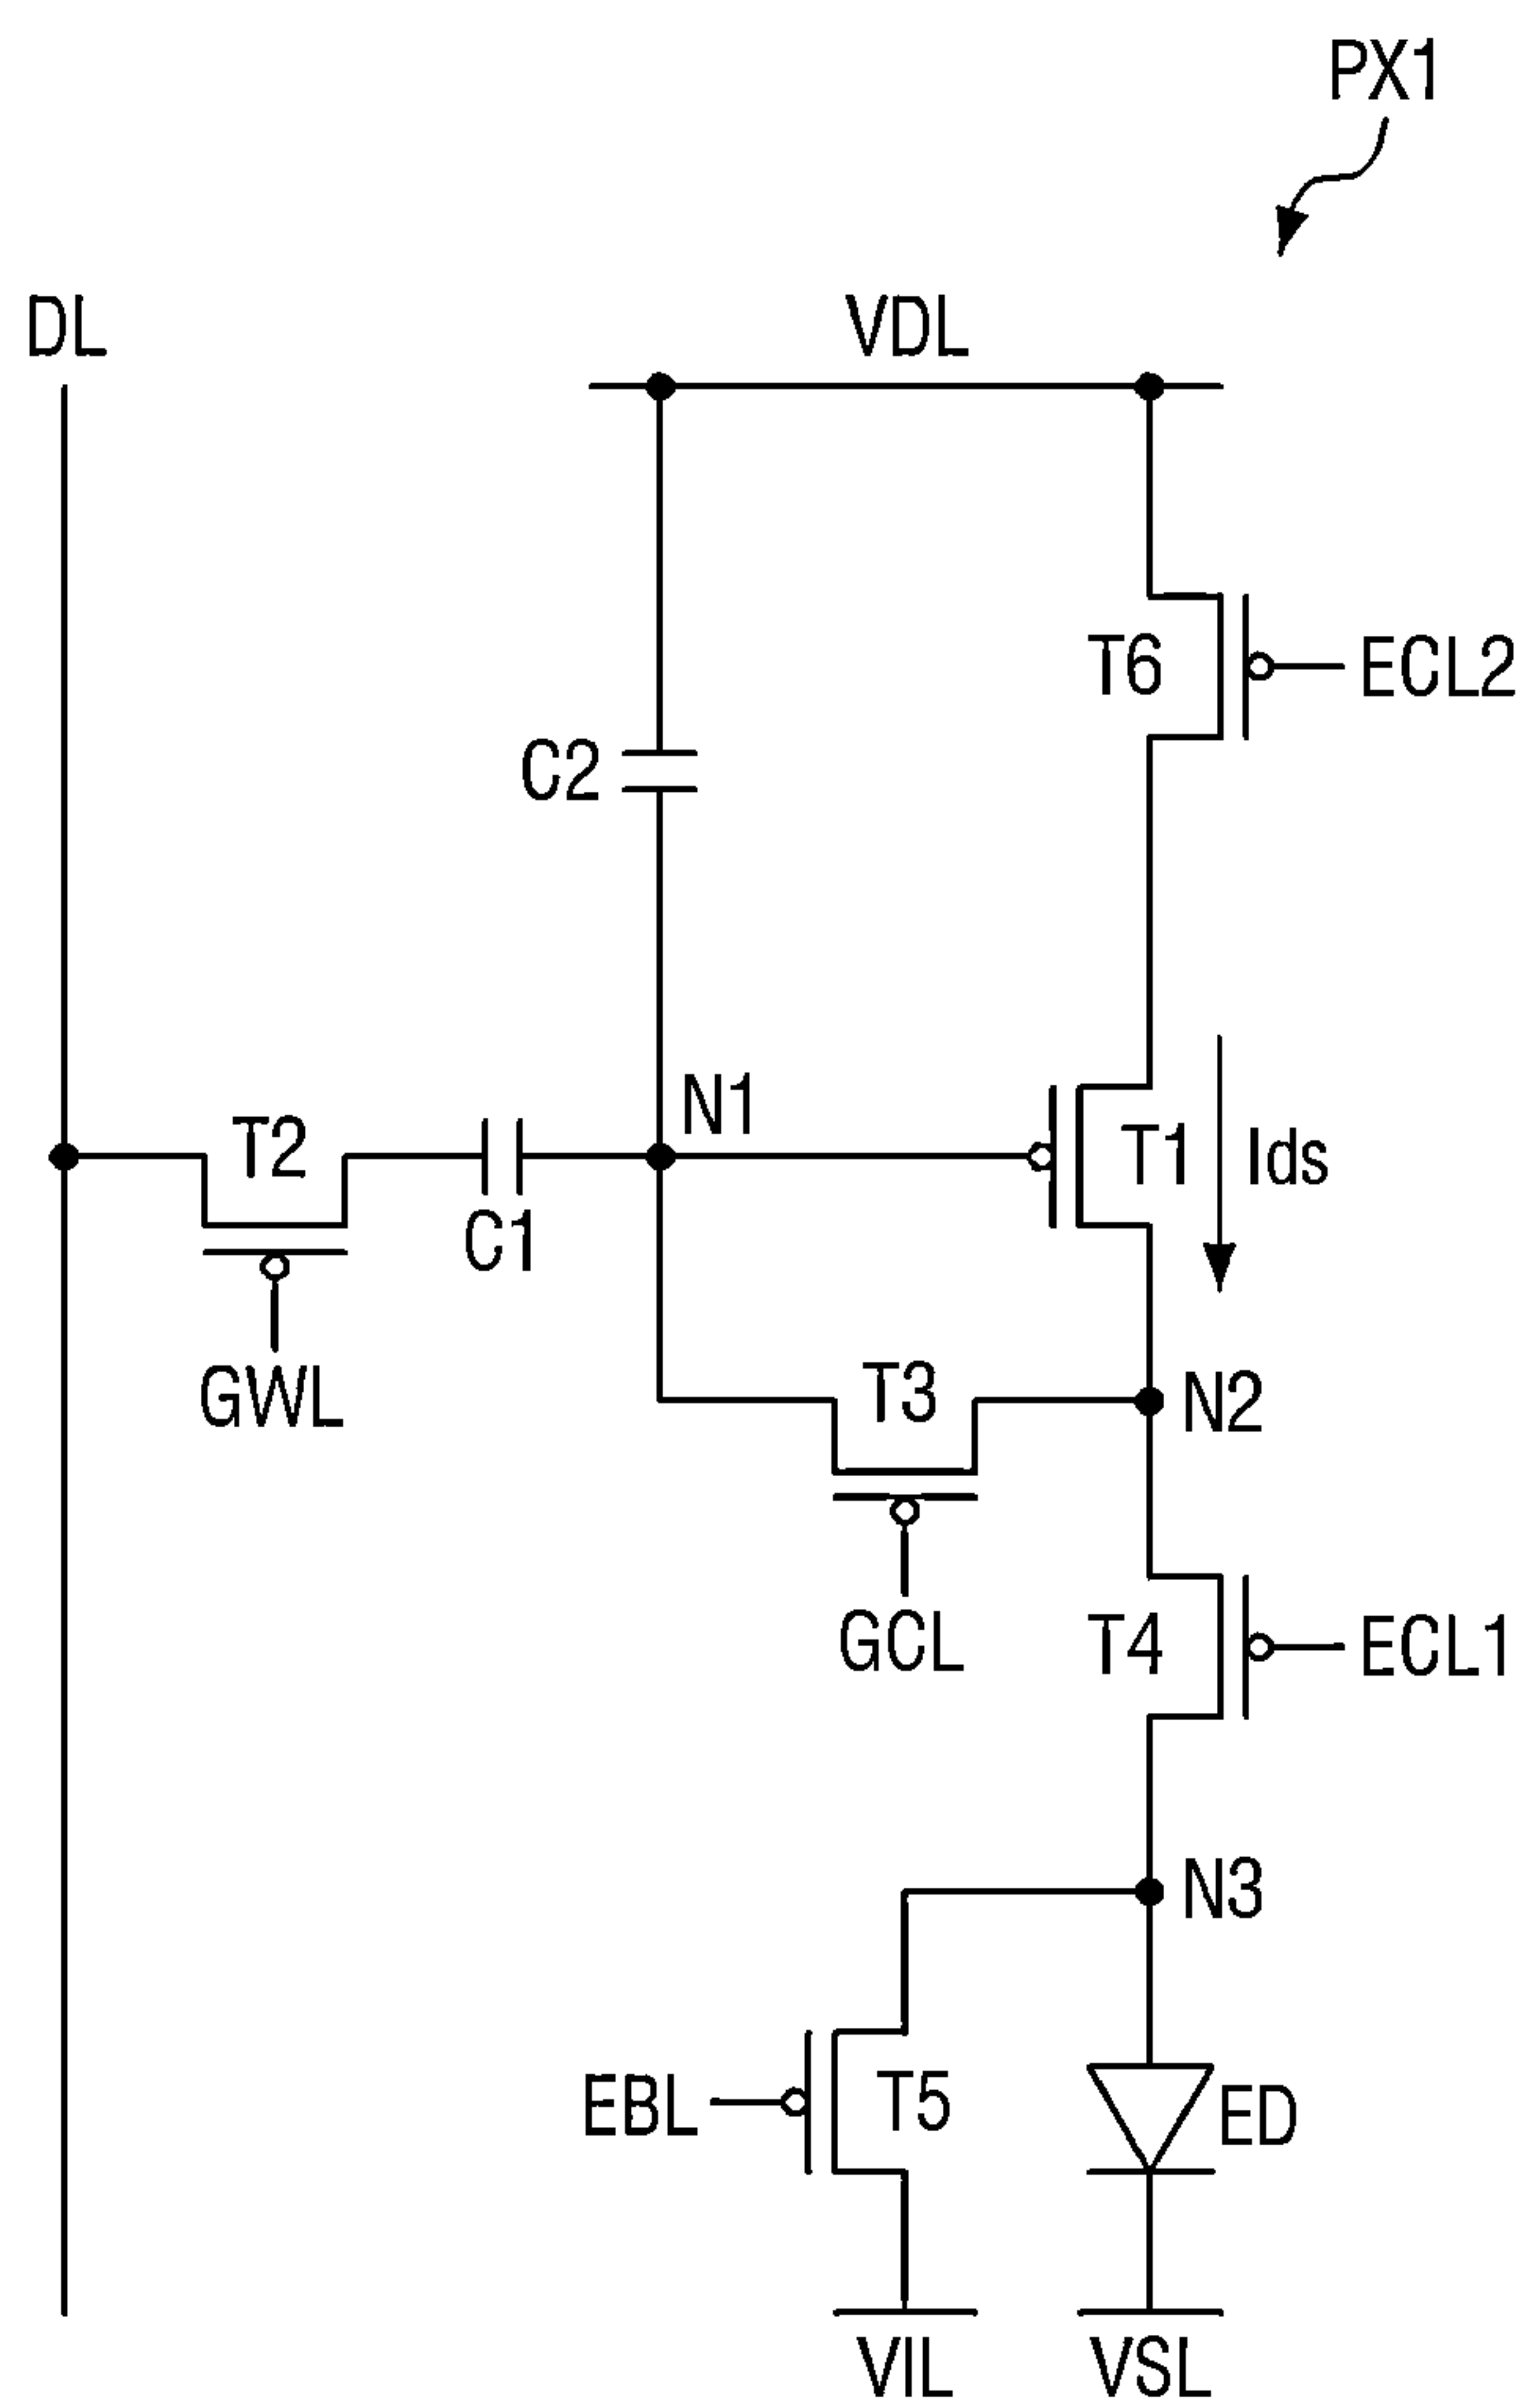 PX1
DL
VDL
T6
ECL2
C2
N1
T2
T1
Ids
C1
GWL
T3
N2
GCL
T4
ECL1
N3
EBL
T5
ED
VIL
VSL